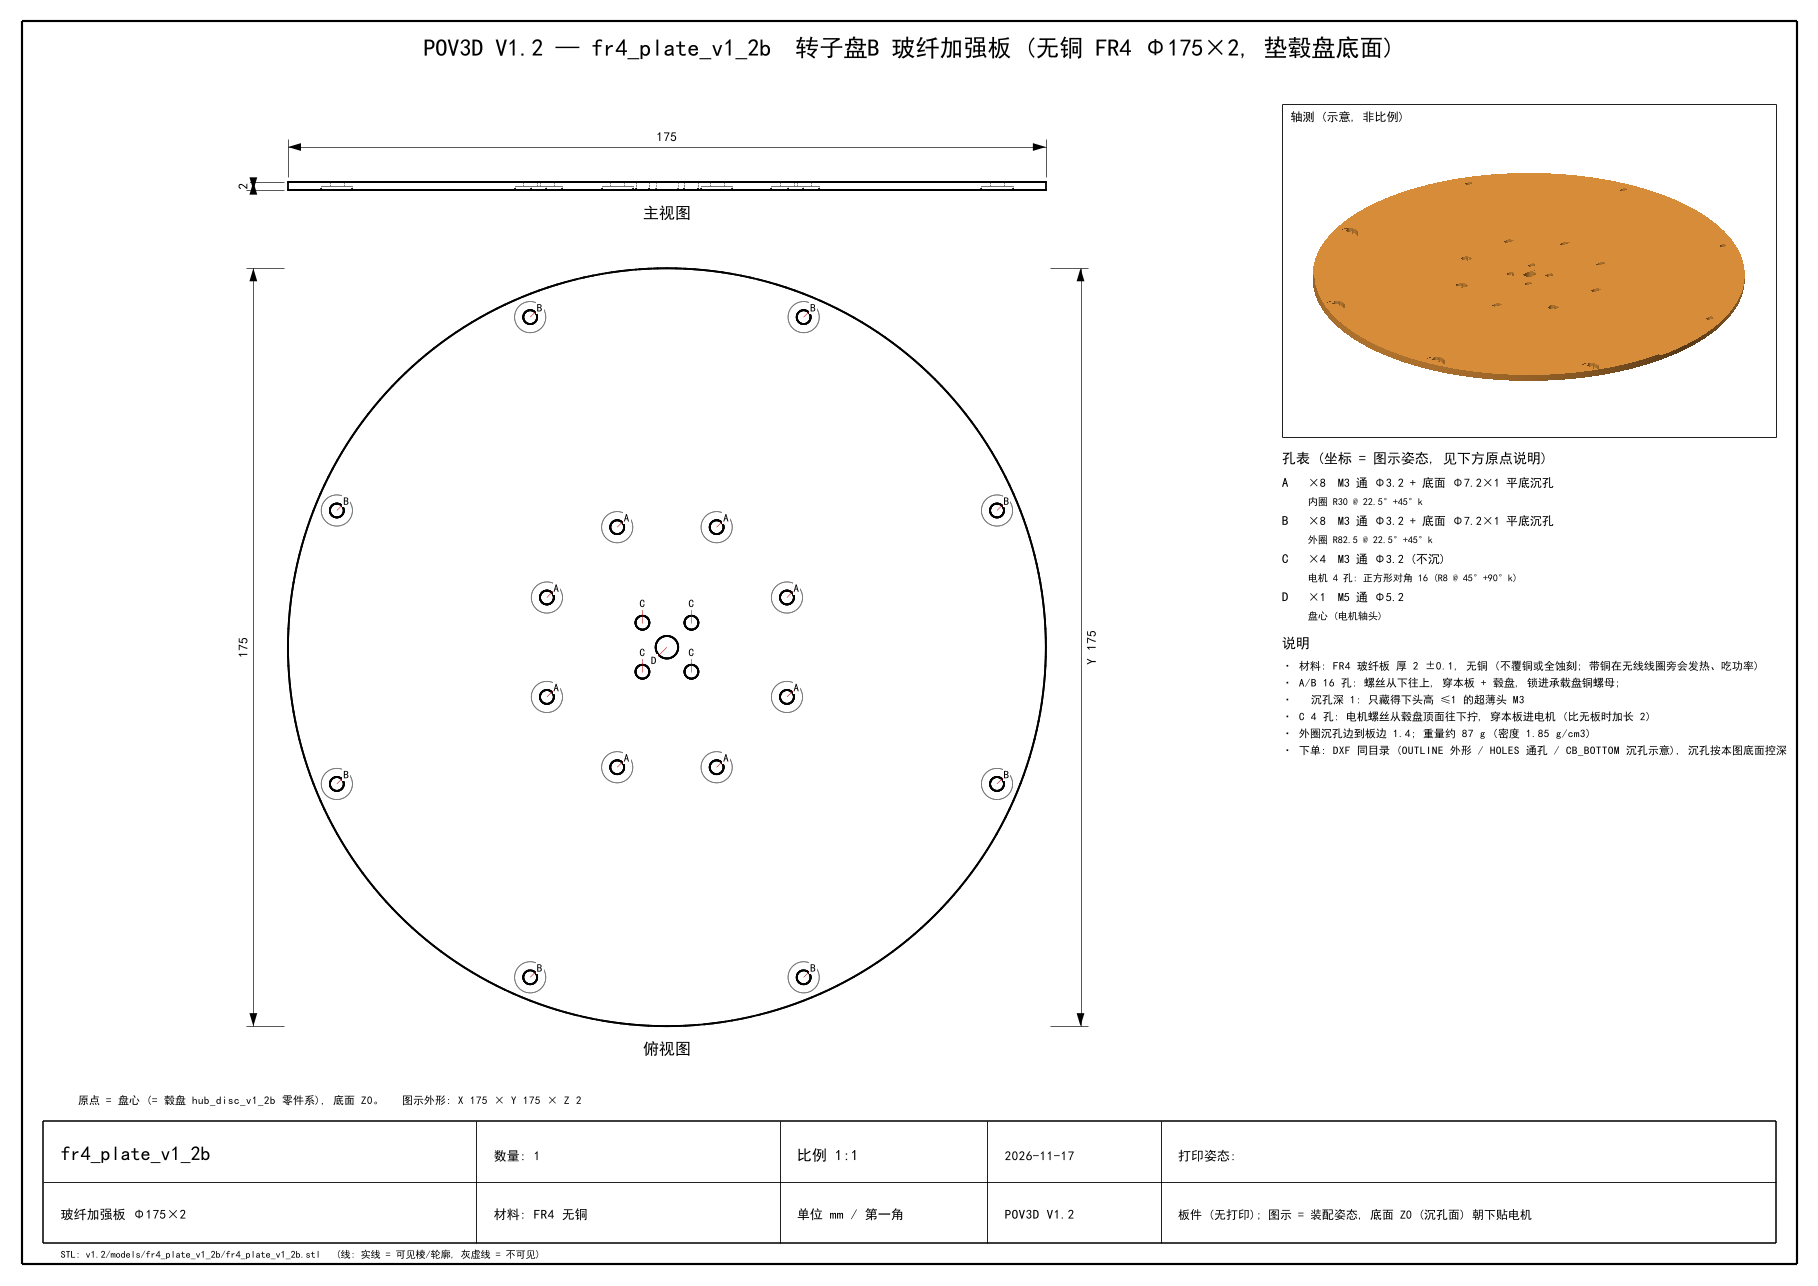 POV3D V1.2 — fr4_plate_v1_2b  转子盘B 玻纤加强板 (无铜 FR4 Φ175×2, 垫毂盘底面)
175
2
主视图
B
B
B
B
A
A
A
A
C
C
175
Y 175
C
C
D
A
A
A
A
B
B
B
B
俯视图
轴测 (示意, 非比例)
孔表 (坐标 = 图示姿态, 见下方原点说明)
A ×8 M3 通 Φ3.2 + 底面 Φ7.2×1 平底沉孔
内圈 R30 @ 22.5° +45° k
B ×8 M3 通 Φ3.2 + 底面 Φ7.2×1 平底沉孔
外圈 R82.5 @ 22.5° +45° k
C ×4 M3 通 Φ3.2 (不沉)
电机 4 孔: 正方形对角 16 (R8 @ 45° +90° k)
D ×1 M5 通 Φ5.2
盘心 (电机轴头)
说明
· 材料: FR4 玻纤板 厚 2 ±0.1, 无铜 (不覆铜或全蚀刻; 带铜在无线线圈旁会发热、吃功率)
· A/B 16 孔: 螺丝从下往上, 穿本板 + 毂盘, 锁进承载盘铜螺母;
· 沉孔深 1: 只藏得下头高 ≤1 的超薄头 M3
· C 4 孔: 电机螺丝从毂盘顶面往下拧, 穿本板进电机 (比无板时加长 2)
· 外圈沉孔边到板边 1.4; 重量约 87 g (密度 1.85 g/cm3)
· 下单: DXF 同目录 (OUTLINE 外形 / HOLES 通孔 / CB_BOTTOM 沉孔示意), 沉孔按本图底面控深
原点 = 盘心 (= 毂盘 hub_disc_v1_2b 零件系), 底面 Z0。  图示外形: X 175 × Y 175 × Z 2
fr4_plate_v1_2b
数量: 1
比例 1:1
2026-11-17
打印姿态:
玻纤加强板 Φ175×2
材料: FR4 无铜
单位 mm / 第一角
POV3D V1.2
板件 (无打印); 图示 = 装配姿态, 底面 Z0 (沉孔面) 朝下贴电机
STL: v1.2/models/fr4_plate_v1_2b/fr4_plate_v1_2b.stl  (线: 实线 = 可见棱/轮廓, 灰虚线 = 不可见)